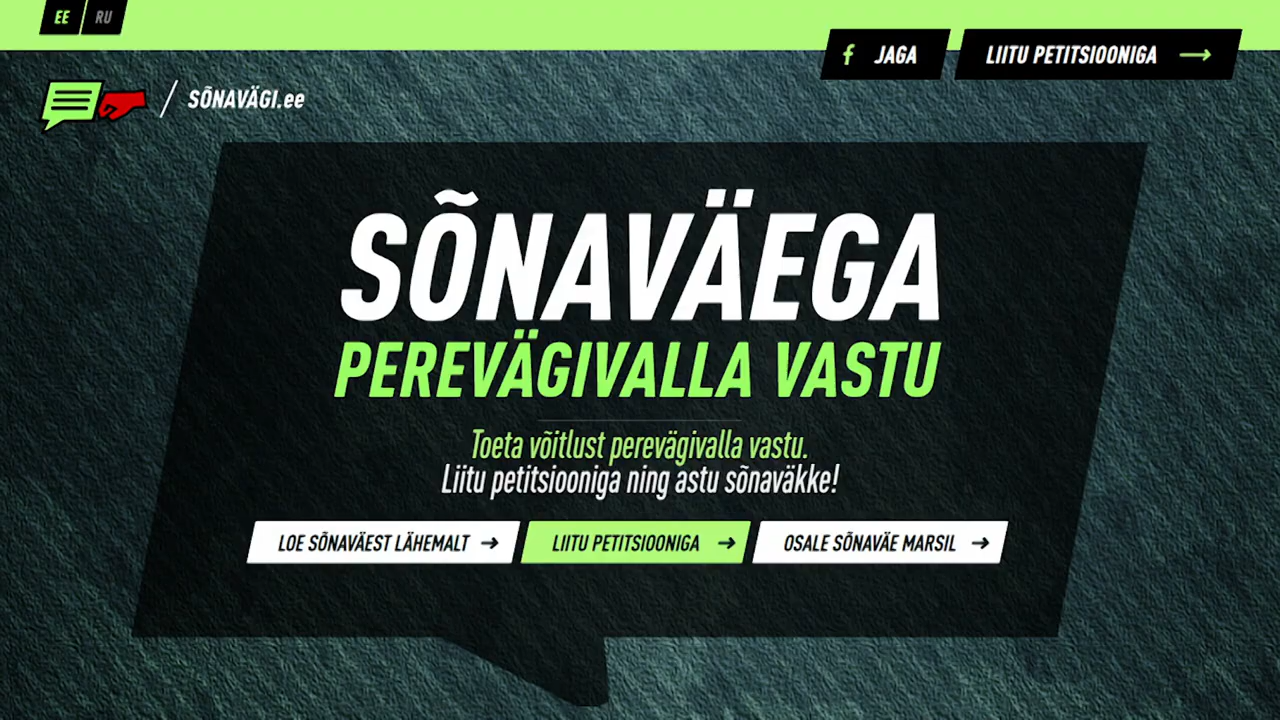 EE RU
JAGA
LIITU PETITSIOONIGA
SÕNAVÄGI.ee
SÕNAVÄEGA
PEREVÄGIVALLA VASTU
Toeta võitlust perevägivalla vastu.
Liitu petitsiooniga ning astu sõnaväkke!
LOE SÕNAVÄEST LÄHEMALT
LIITU PETITSIOONIGA
OSALE SÕNAVÄE MARSIL